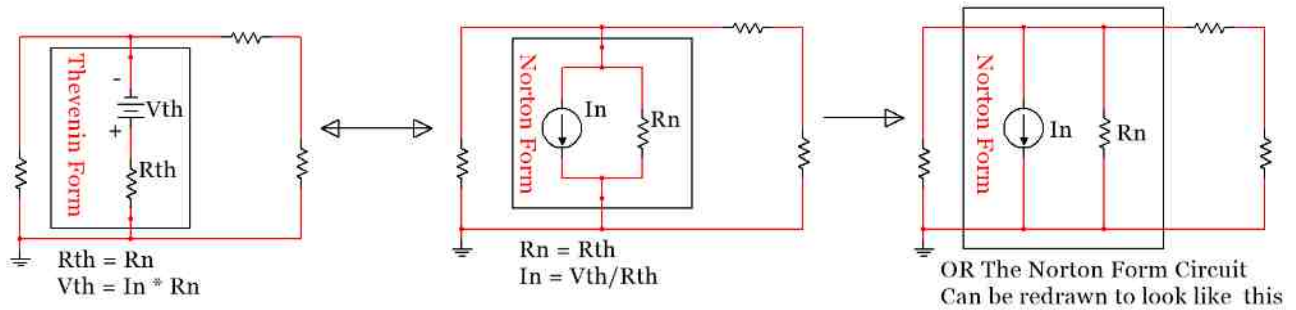 Thevenin Form
-
Vth
+
Rth
Rth = Rn
Vth = In * Rn
Norton Form
In
Rn
Rn = Rth
In = Vth/Rth
Norton Form
In
Rn
OR The Norton Form Circuit
Can be redrawn to look like this